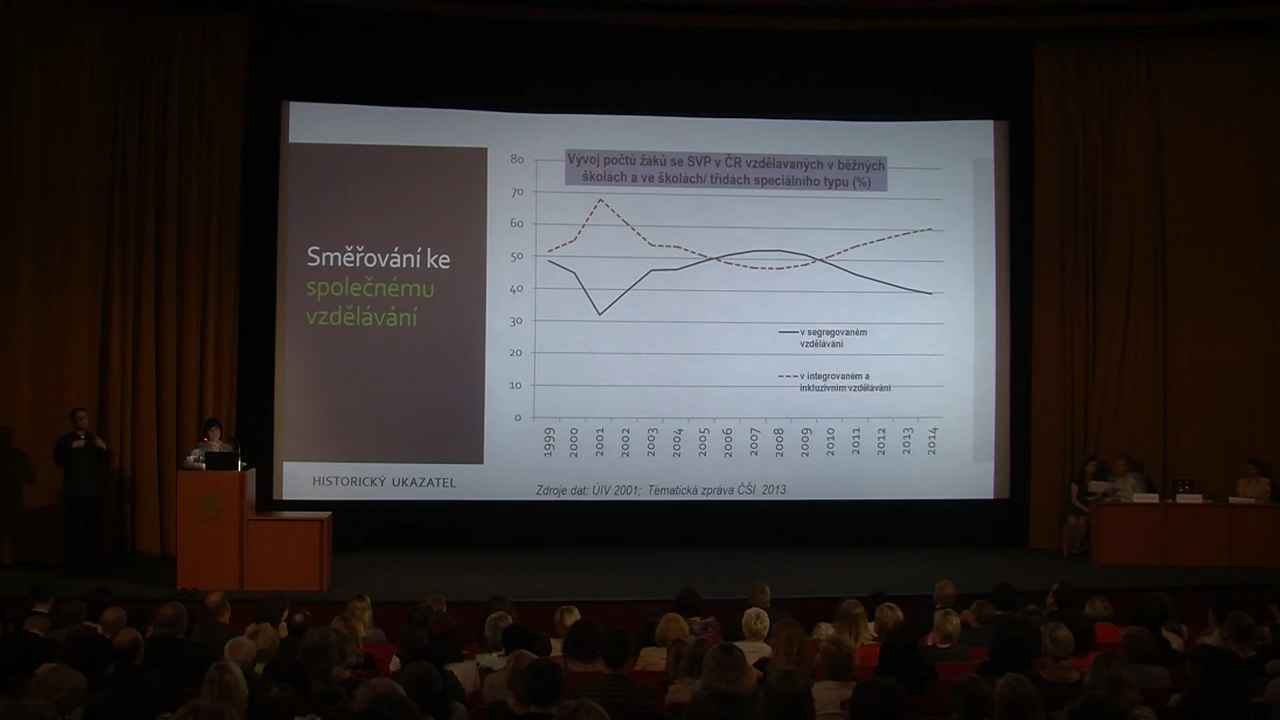 Směřování ke
společnému
vzdělávání
HISTORICKÝ UKAZATEL
Vývoj počtů žáků se SVP v ČR vzdělávaných v běžných
školách a ve školách/ třídách speciálního typu (%)
80
70
60
50
40
30
20
10
0
v segregovaném
vzdělávání
v integrovaném a
inkluzivním vzdělávání
1999
2000
2001
2002
2003
2004
2005
2006
2007
2008
2009
2010
2011
2012
2013
2014
Zdroje dat: ÚIV 2001; Tématická zpráva ČŠI 2013